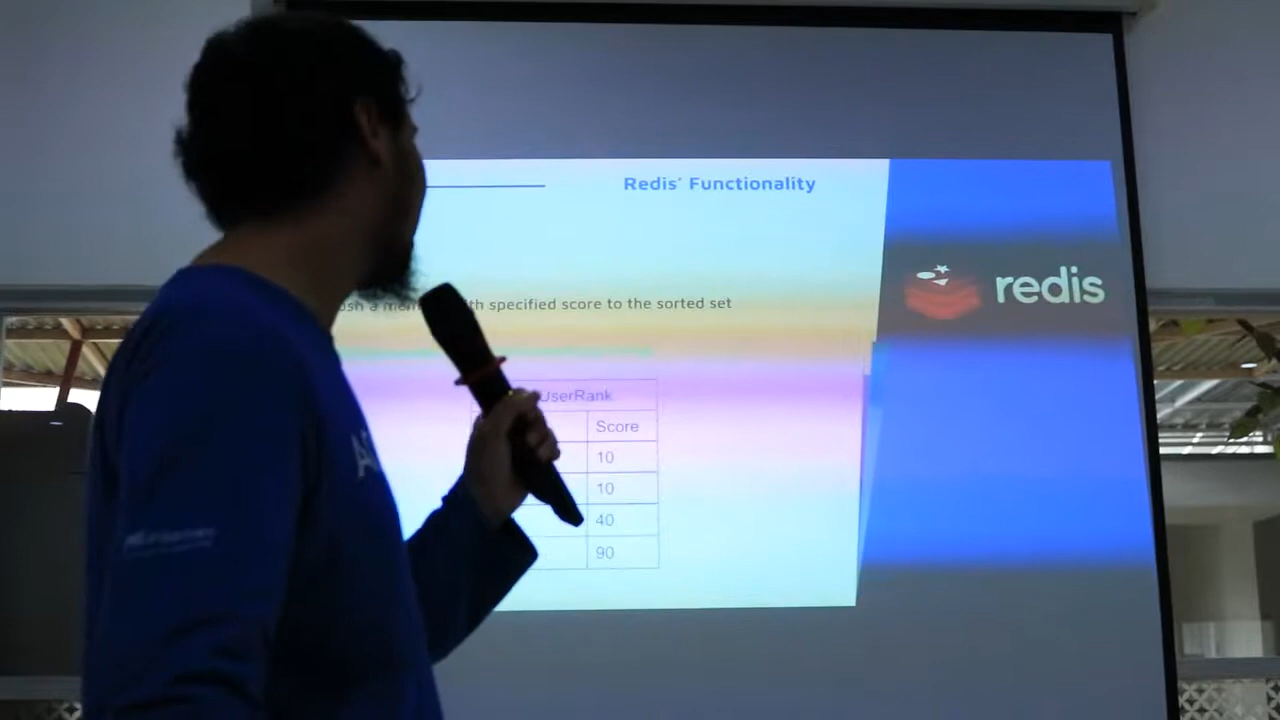 Redis' Functionality
redis
specified score to the sorted set
UserRank
Score
10
10
40
90